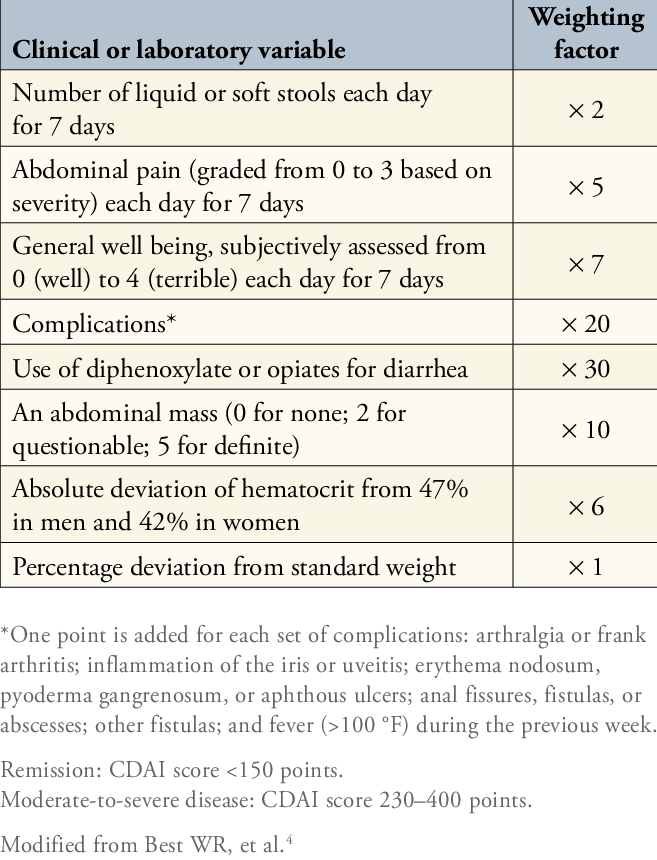 Clinical or laboratory variable
Weighting
factor
Number of liquid or soft stools each day
for 7 days
× 2
Abdominal pain (graded from 0 to 3 based on
severity) each day for 7 days
× 5
General well being, subjectively assessed from
0 (well) to 4 (terrible) each day for 7 days
× 7
Complications*
× 20
Use of diphenoxylate or opiates for diarrhea
× 30
An abdominal mass (0 for none; 2 for
questionable; 5 for definite)
× 10
Absolute deviation of hematocrit from 47%
in men and 42% in women
× 6
Percentage deviation from standard weight
× 1
*One point is added for each set of complications: arthralgia or frank
arthritis; inflammation of the iris or uveitis; erythema nodosum,
pyoderma gangrenosum, or aphthous ulcers; anal fissures, fistulas, or
abscesses; other fistulas; and fever (>100 °F) during the previous week.
Remission: CDAI score <150 points.
Moderate-to-severe disease: CDAI score 230–400 points.
Modified from Best WR, et al.⁴